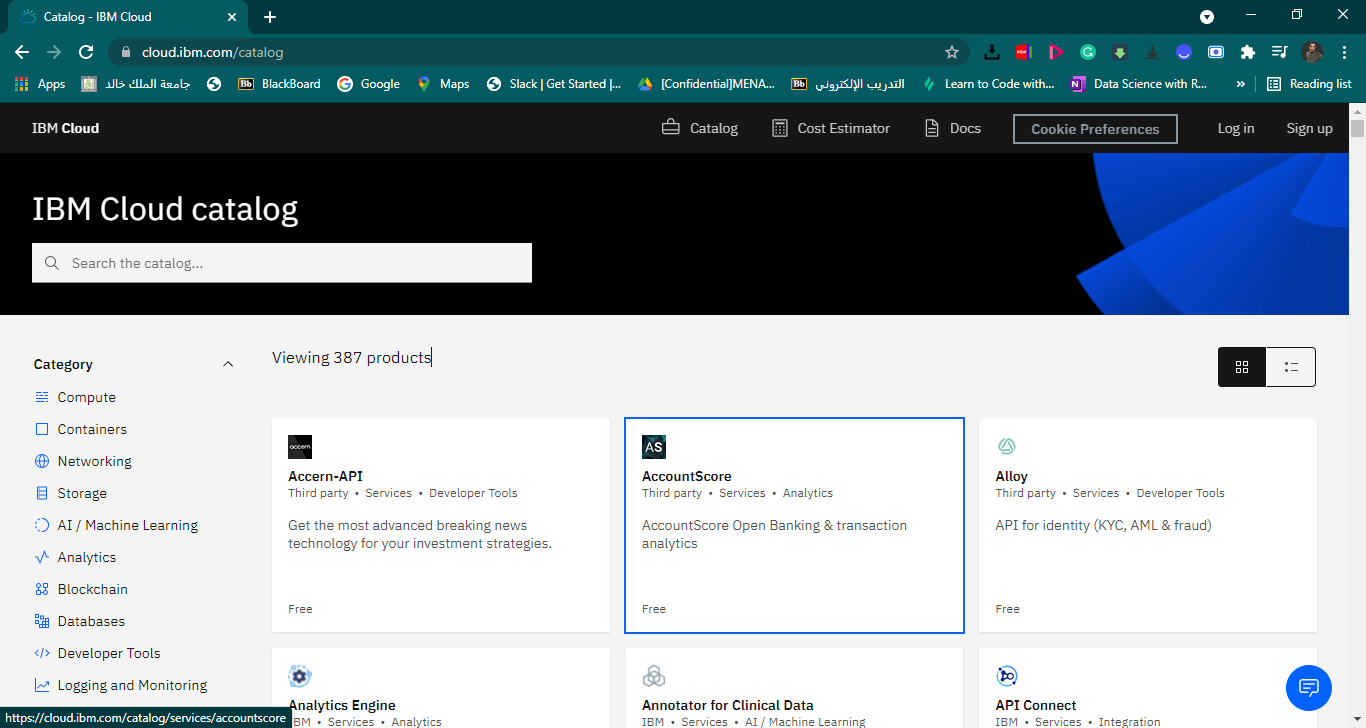 Catalog - IBM Cloud
cloud.ibm.com/catalog
PDF
Apps
جامعة الملك خالد
Bb BlackBoard
Google
Maps
Slack | Get Started |...
[Confidential]MENA...
Bb التدريب الإلكتروني
Learn to Code with...
N Data Science with R...
»
Reading list
IBM Cloud
Catalog
Cost Estimator
Docs
Cookie Preferences
Log in
Sign up
IBM Cloud catalog
Search the catalog...
Category
Compute
Containers
Networking
Storage
AI / Machine Learning
Analytics
Blockchain
Databases
Developer Tools
Logging and Monitoring
Viewing 387 products
accern
Accern-API
Third party • Services • Developer Tools
Get the most advanced breaking news
technology for your investment strategies.
Free
AS
AccountScore
Third party • Services • Analytics
AccountScore Open Banking & transaction
analytics
Free
Alloy
Third party • Services • Developer Tools
API for identity (KYC, AML & fraud)
Free
Analytics Engine
IBM • Services • Analytics
Annotator for Clinical Data
IBM • Services • AI / Machine Learning
API Connect
IBM • Services • Integration
https://cloud.ibm.com/catalog/services/accountscore